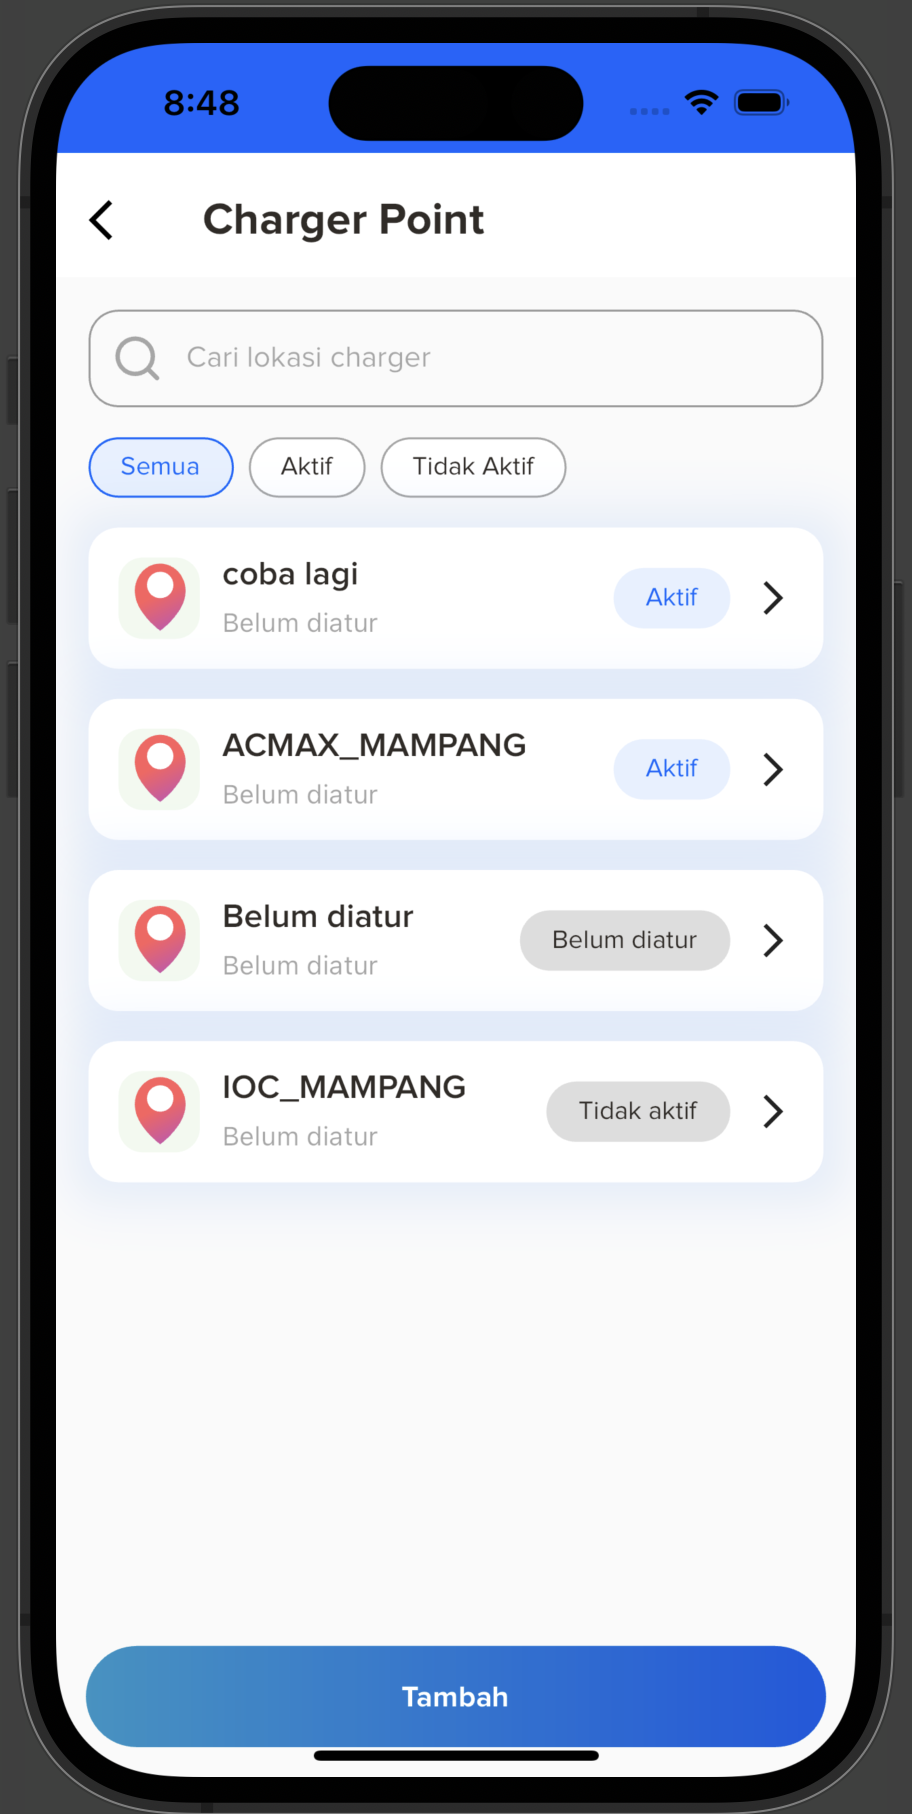 8:48
Charger Point
Cari lokasi charger
Semua Aktif Tidak Aktif
coba lagi
Belum diatur
Aktif
ACMAX_MAMPANG
Belum diatur
Aktif
Belum diatur
Belum diatur
Belum diatur
IOC_MAMPANG
Belum diatur
Tidak aktif
Tambah